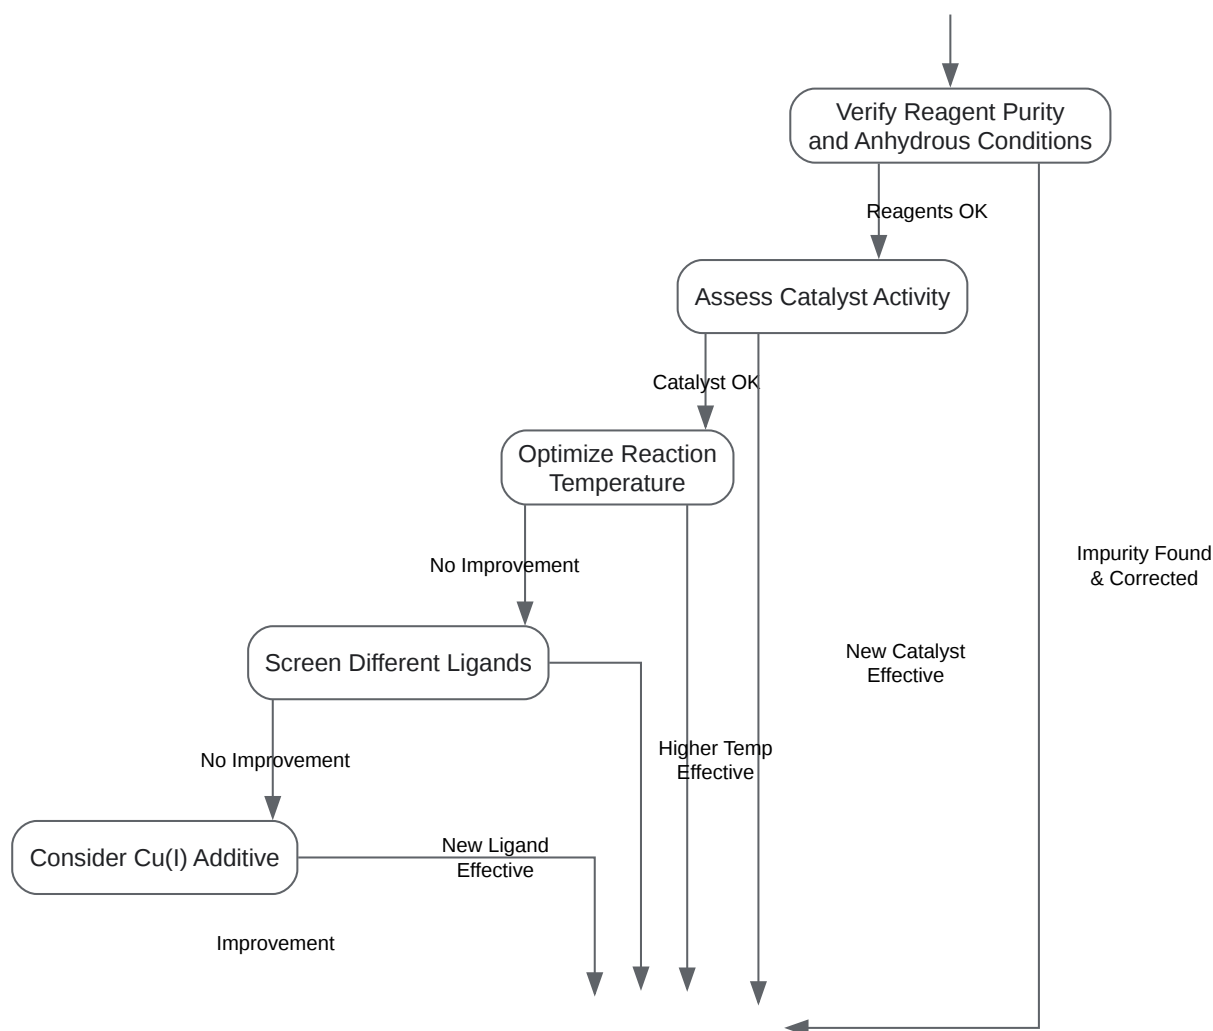 Verify Reagent Purity
and Anhydrous Conditions
Reagents OK
Assess Catalyst Activity
Catalyst OK
Optimize Reaction
Temperature
No Improvement
Impurity Found
& Corrected
Screen Different Ligands
New Catalyst
Effective
No Improvement
Higher Temp
Effective
Consider Cu(I) Additive
New Ligand
Effective
Improvement